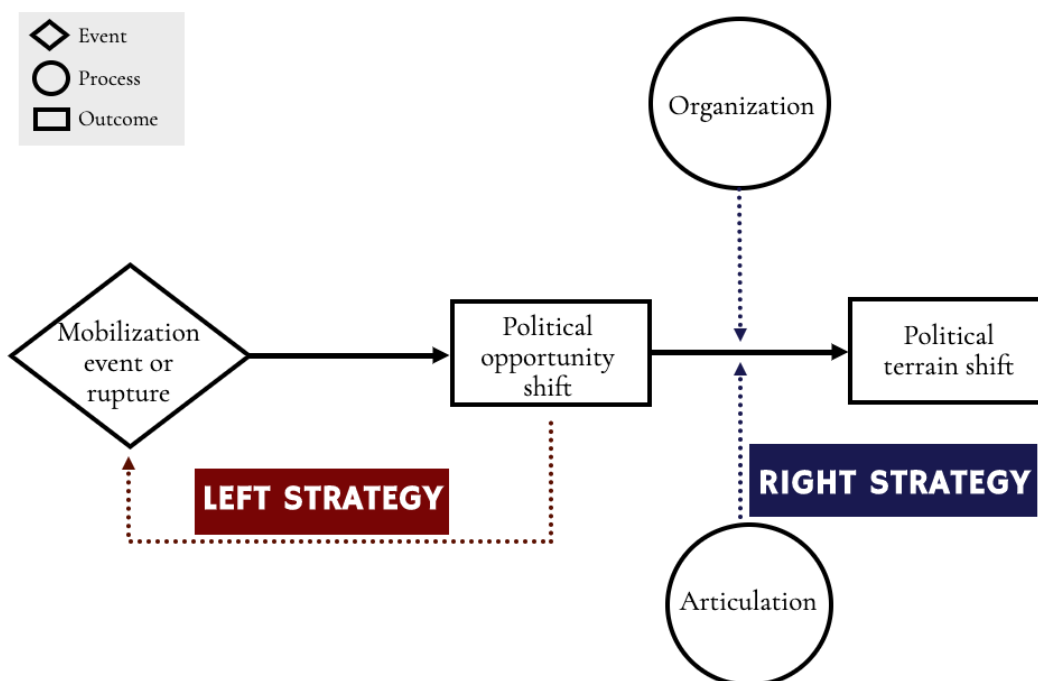 Event
Process
Outcome
Organization
Mobilization
event or
rupture
Political
opportunity
shift
Political
terrain shift
LEFT STRATEGY
RIGHT STRATEGY
Articulation